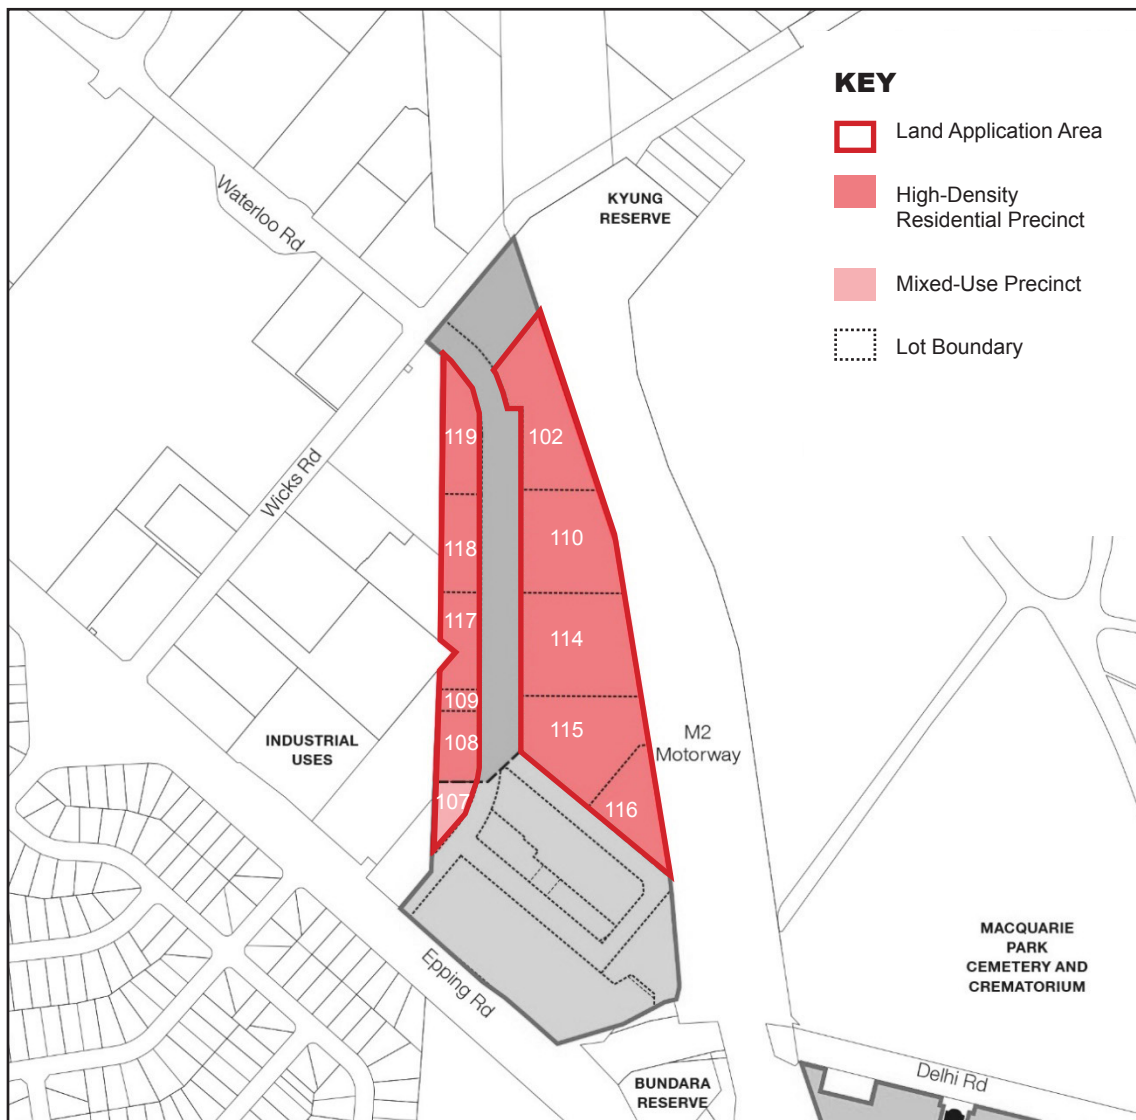 KEY
Land Application Area
High-Density
Residential Precinct
Mixed-Use Precinct
Lot Boundary
KYUNG
RESERVE
Waterloo Rd
Wicks Rd
119
102
118
110
117
114
109
115
108
107
116
M2
Motorway
INDUSTRIAL
USES
Epping Rd
MACQUARIE
PARK
CEMETERY AND
CREMATORIUM
BUNDARA
RESERVE
Delhi Rd